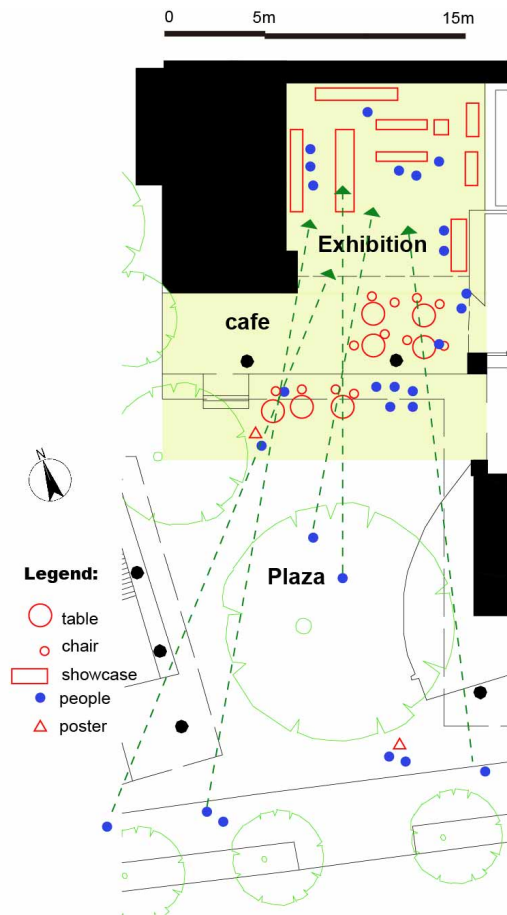 0 5m 15m
Exhibition
cafe
N
Plaza
Legend:
table
chair
showcase
people
poster